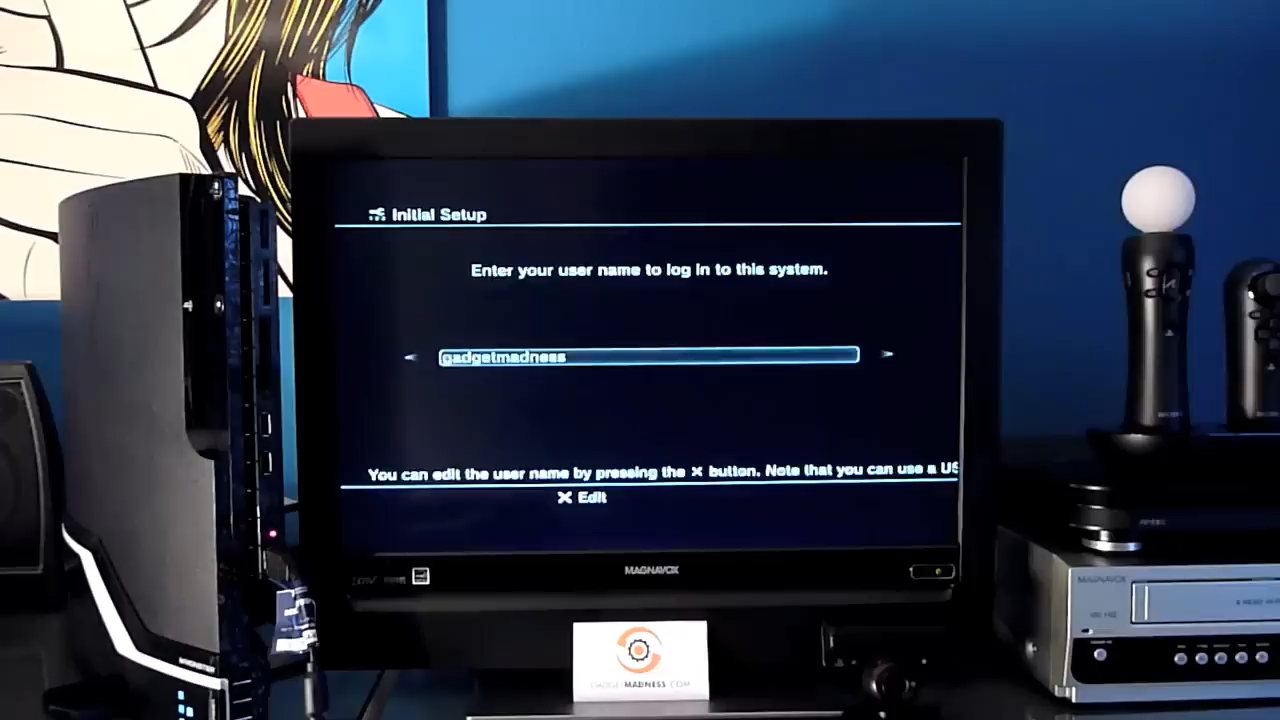 Initial Setup
Enter your user name to log in to this system.
gadgetmadness
You can edit the user name by pressing the ✕ button. Note that you can use a US
✕ Edit
MAGNAVOX
GADGETMADNESS.COM
MAGNAVOX